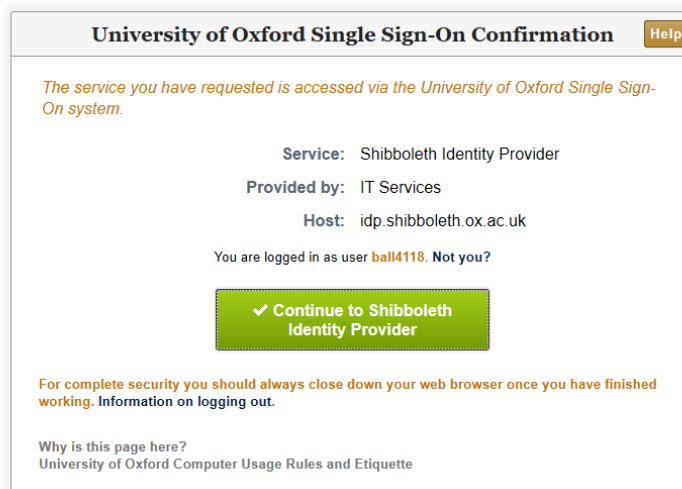 University of Oxford Single Sign-On Confirmation
Help
The service you have requested is accessed via the University of Oxford Single Sign-
On system.
Service: Shibboleth Identity Provider
Provided by: IT Services
Host: idp.shibboleth.ox.ac.uk
You are logged in as user ball4118. Not you?
✓ Continue to Shibboleth
Identity Provider
For complete security you should always close down your web browser once you have finished
working. Information on logging out.
Why is this page here?
University of Oxford Computer Usage Rules and Etiquette